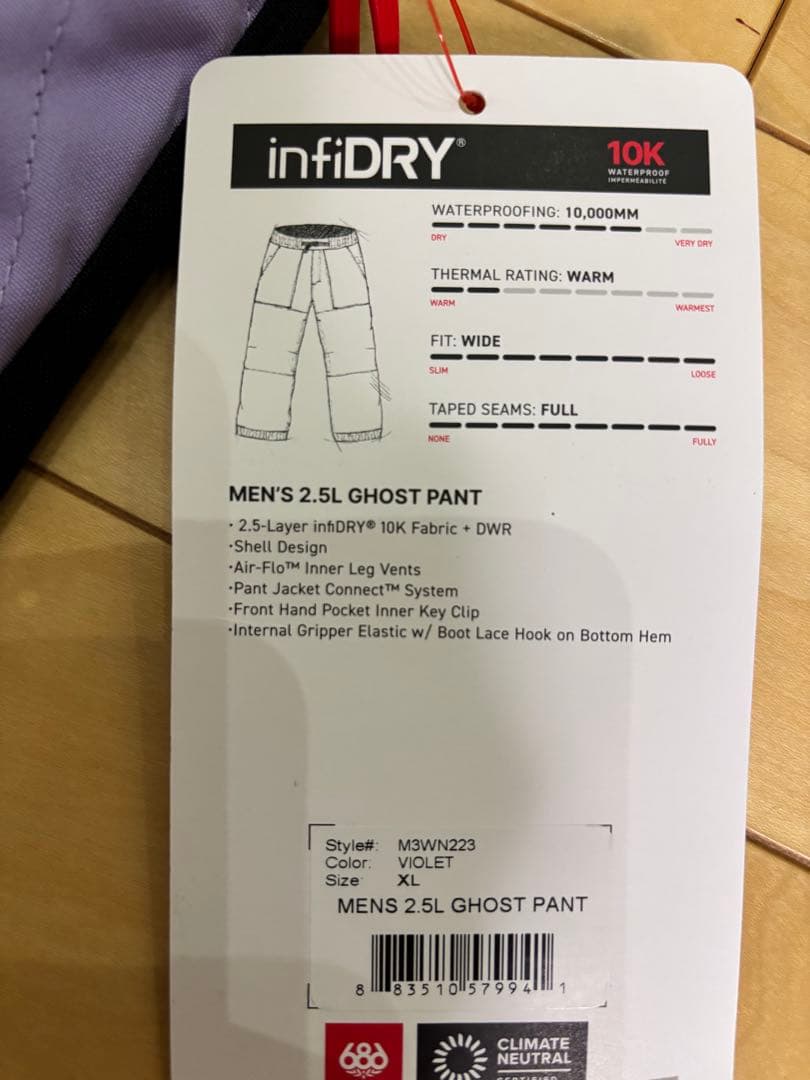 infiDRY®
10K
WATERPROOF
IMPERMÉABILITÉ
WATERPROOFING: 10,000MM
DRY VERY DRY
THERMAL RATING: WARM
WARM WARMEST
FIT: WIDE
SLIM LOOSE
TAPED SEAMS: FULL
NONE FULLY
MEN'S 2.5L GHOST PANT
· 2.5-Layer infiDRY® 10K Fabric + DWR
·Shell Design
·Air-Flo™ Inner Leg Vents
·Pant Jacket Connect™ System
·Front Hand Pocket Inner Key Clip
·Internal Gripper Elastic w/ Boot Lace Hook on Bottom Hem
Style#: M3WN223
Color: VIOLET
Size: XL
MENS 2.5L GHOST PANT
8 83510 57994 1
686
CLIMATE
NEUTRAL
CERTIFIED